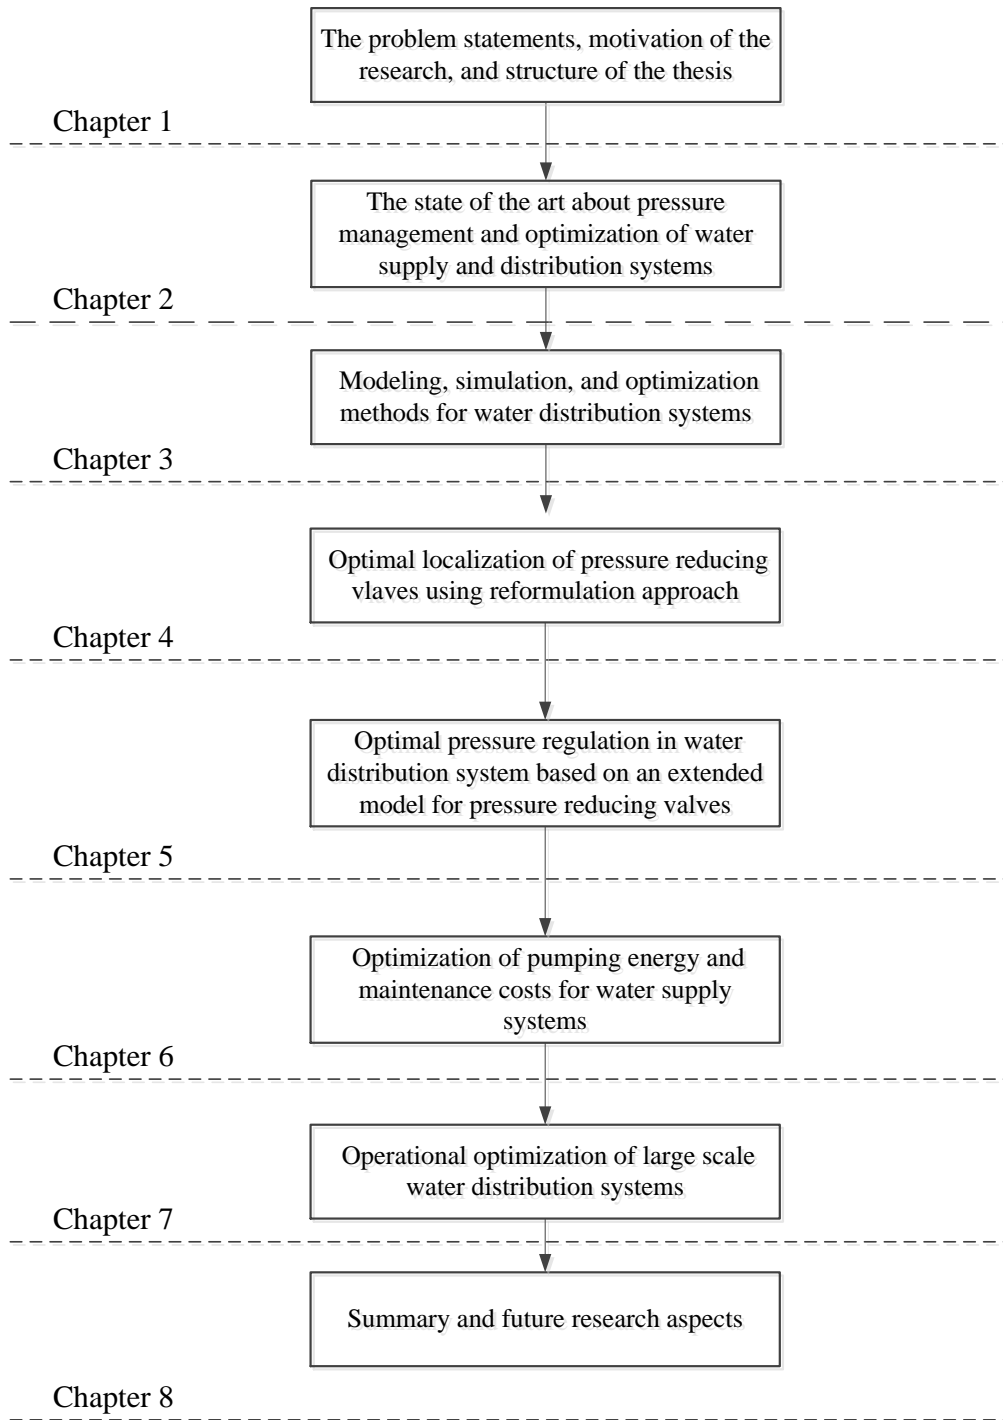 The problem statements, motivation of the
research, and structure of the thesis
Chapter 1
The state of the art about pressure
management and optimization of water
supply and distribution systems
Chapter 2
Modeling, simulation, and optimization
methods for water distribution systems
Chapter 3
Optimal localization of pressure reducing
vlaves using reformulation approach
Chapter 4
Optimal pressure regulation in water
distribution system based on an extended
model for pressure reducing valves
Chapter 5
Optimization of pumping energy and
maintenance costs for water supply
systems
Chapter 6
Operational optimization of large scale
water distribution systems
Chapter 7
Summary and future research aspects
Chapter 8